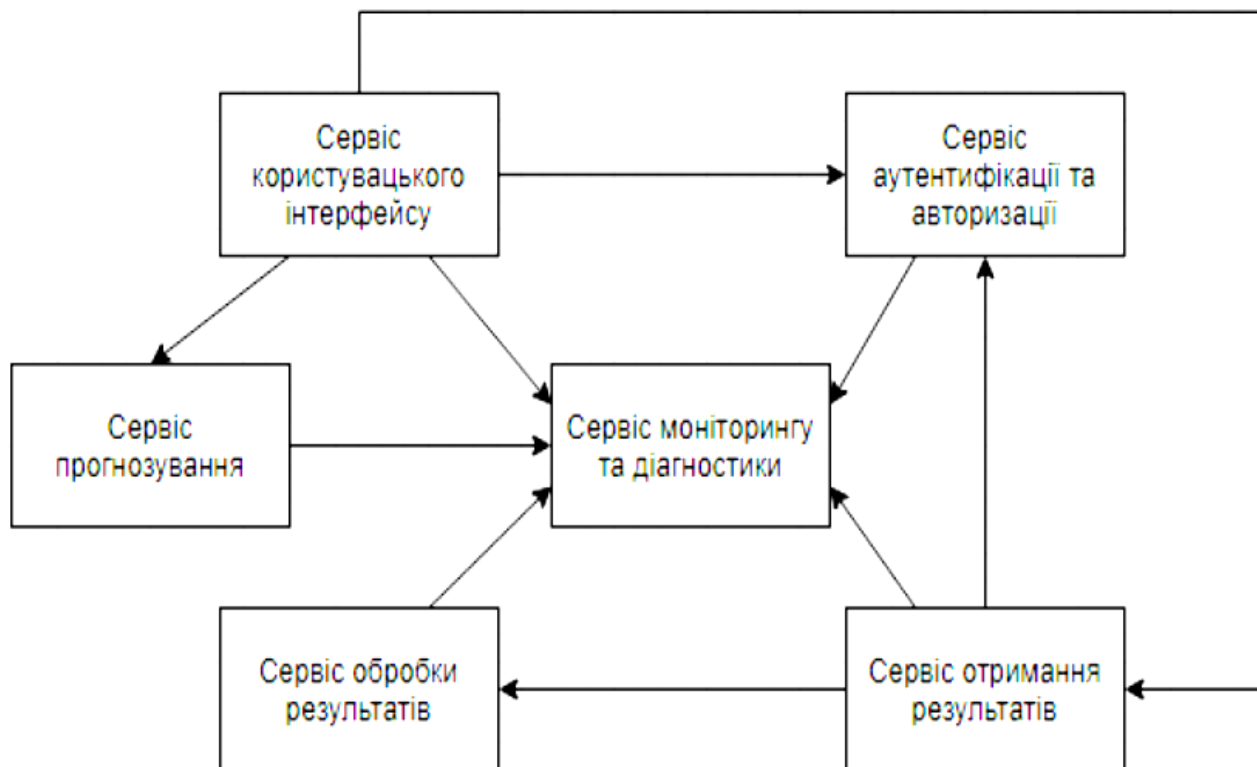 Сервіс
користувацького
інтерфейсу
Сервіс
аутентифікації та
авторизації
Сервіс
прогнозування
Сервіс моніторингу
та діагностики
Сервіс обробки
результатів
Сервіс отримання
результатів